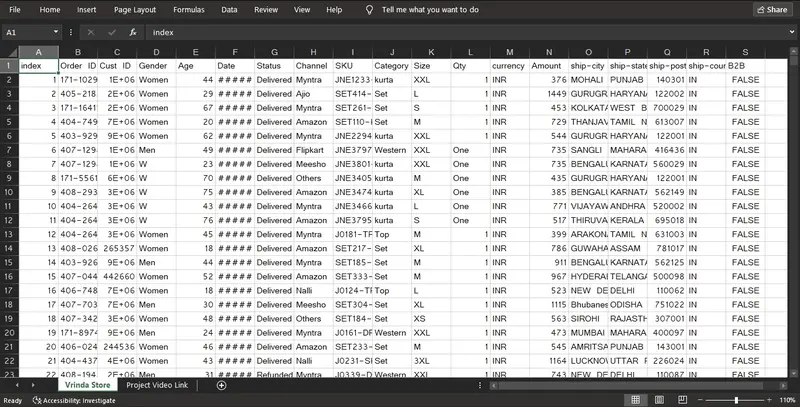 File Home Insert Page Layout Formulas Data Review View Help Tell me what you want to do Share
A1 fx index
A B C D E F G H I J K L M N O P Q R S
1 index Order ID Cust ID Gender Age Date Status Channel SKU Category Size Qty currency Amount ship-city ship-state ship-post ship-cour B2B
2 1 171-1029 1E+06 Women 44 ##### Delivered Myntra JNE1233- kurta XXL 1 INR 376 MOHALI PUNJAB 140301 IN FALSE
3 2 405-218 2E+06 Women 29 ##### Delivered Ajio SET414- Set L 1 INR 1449 GURUGR HARYANA 122002 IN FALSE
4 3 171-1641 2E+06 Women 67 ##### Delivered Myntra SET261- Set S 1 INR 453 KOLKATA WEST B 700029 IN FALSE
5 4 404-749 7E+06 Women 20 ##### Delivered Amazon SET110-I Set M 1 INR 729 THANJAV TAMIL N 613007 IN FALSE
6 5 403-929 9E+06 Women 62 ##### Delivered Myntra JNE2294 kurta XXL 1 INR 544 GURUGR HARYANA 122001 IN FALSE
7 6 407-129 1E+06 Men 49 ##### Delivered Flipkart JNE3797 Western XXL One INR 735 SANGLI MAHARA 416436 IN FALSE
8 7 407-129 1E+06 W 23 ##### Delivered Meesho JNE3801 kurta XXL One INR 735 BENGALU KARNATA 560029 IN FALSE
9 8 171-5561 6E+06 W 70 ##### Delivered Others JNE3405 kurta M One INR 435 GURUGR HARYANA 122001 IN FALSE
10 9 408-293 3E+06 W 75 ##### Delivered Amazon JNE3474 kurta XL One INR 385 BENGALU KARNATA 562149 IN FALSE
11 10 404-264 3E+06 W 43 ##### Delivered Myntra JNE3466 kurta L One INR 771 VIJAYAW ANDHRA 520002 IN FALSE
12 11 404-264 3E+06 W 76 ##### Delivered Amazon JNE3795 kurta S One INR 517 THIRUVA KERALA 695018 IN FALSE
13 12 404-264 3E+06 Women 45 ##### Delivered Myntra J0181-TF Top M 1 INR 399 ARAKON TAMIL N 631003 IN FALSE
14 13 408-026 265357 Women 18 ##### Delivered Amazon SET217- Set XL 1 INR 786 GUWAHA ASSAM 781017 IN FALSE
15 14 403-926 9E+06 Men 44 ##### Delivered Myntra SET185- Set M 1 INR 911 BENGALU KARNATA 562125 IN FALSE
16 15 407-044 442660 Women 52 ##### Delivered Amazon SET333- Set M 1 INR 967 HYDERAI TELANGA 500098 IN FALSE
17 16 406-748 7E+06 Women 18 ##### Delivered Nalli J0124-TF Top L 1 INR 523 NEW DE DELHI 110062 IN FALSE
18 17 407-703 7E+06 Men 30 ##### Delivered Meesho SET304- Set XL 1 INR 1115 Bhubanes ODISHA 751022 IN FALSE
19 18 407-342 3E+06 Women 48 ##### Delivered Others SET184- Set XS 1 INR 563 SIROHI RAJASTH 307001 IN FALSE
20 19 171-8974 9E+06 Men 24 ##### Delivered Myntra J0161-DF Western XXL 1 INR 473 MUMBAI MAHARA 400097 IN FALSE
21 20 406-024 244536 Women 46 ##### Delivered Amazon SET233- Set M 1 INR 545 AMRITSA PUNJAB 143001 IN FALSE
22 21 404-437 4E+06 Women 43 ##### Delivered Nalli J0231-SI Set 3XL 1 INR 1164 LUCKNOW UTTAR F 226024 IN FALSE
23 22 408-194 2E+06 Men 31 ##### Refunded Myntra J0339-D Western XXL 1 INR 743 NEW DE DELHI 110087 IN FALSE
Vrinda Store Project Video Link
Ready Accessibility: Investigate 110%